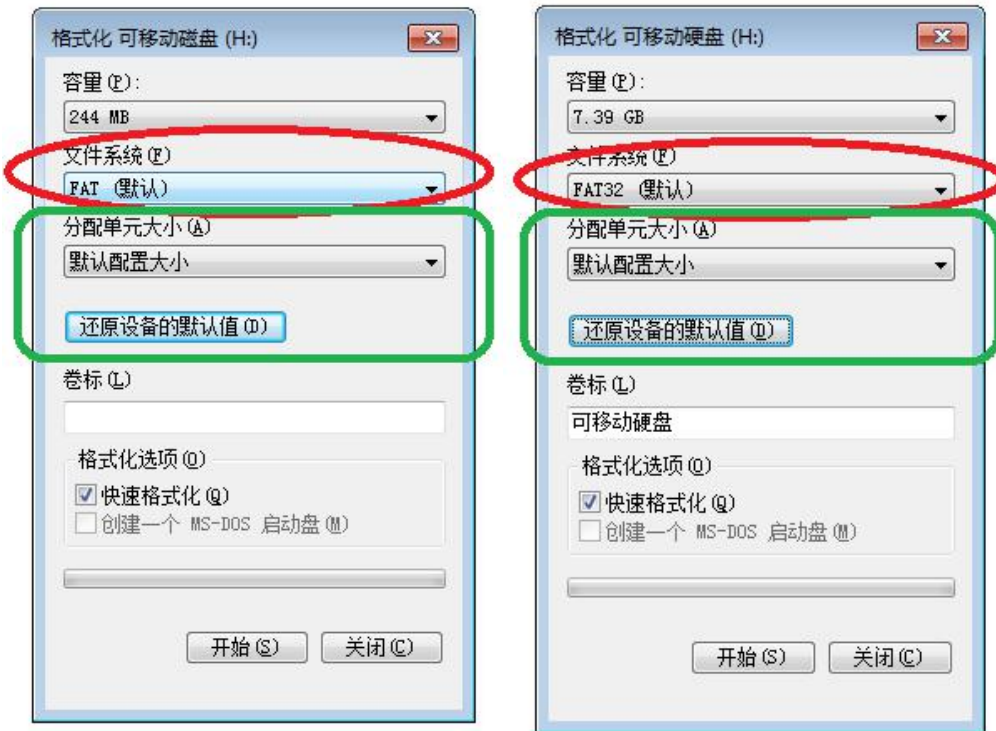 格式化 可移动磁盘 (H:)
容量(P):
244 MB
文件系统(F)
FAT (默认)
分配单元大小(A)
默认配置大小
还原设备的默认值(D)
卷标(L)
格式化选项(O)
快速格式化(Q)
创建一个 MS-DOS 启动盘(M)
开始(S)
关闭(C)
格式化 可移动硬盘 (H:)
容量(P):
7.39 GB
文件系统(F)
FAT32 (默认)
分配单元大小(A)
默认配置大小
还原设备的默认值(D)
卷标(L)
可移动硬盘
格式化选项(O)
快速格式化(Q)
创建一个 MS-DOS 启动盘(M)
开始(S)
关闭(C)